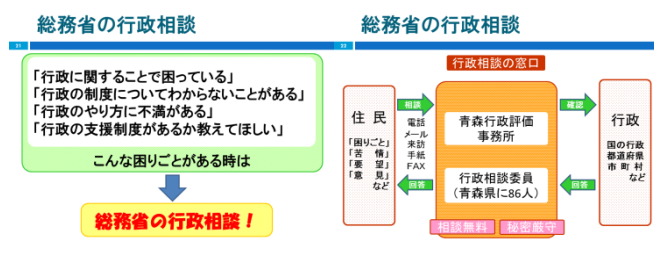 総務省の行政相談
21
「行政に関することで困っている」
「行政の制度についてわからないことがある」
「行政のやり方に不満がある」
「行政の支援制度があるか教えてほしい」
こんな困りごとがある時は
総務省の行政相談！
総務省の行政相談
22
行政相談の窓口
住民
「困りごと」
「苦情」
「要望」
「意見」
など
相談
電話
メール
来訪
手紙
FAX
回答
青森行政評価
事務所
行政相談委員
（青森県に86人）
相談無料
秘密厳守
確認
回答
行政
国の行政
都道府県
市町村
など